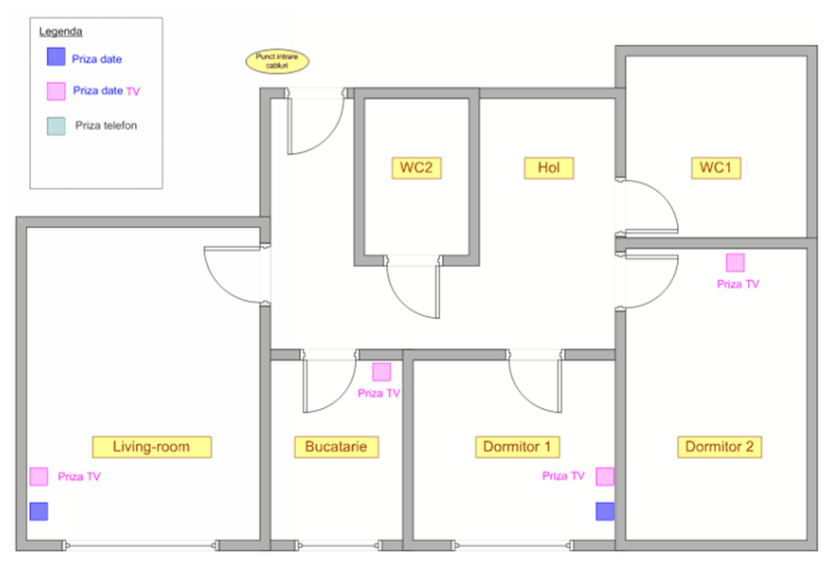 Legenda
Priza date
Priza date TV
Priza telefon
Punct intrare
cabluri
WC2
Hol
WC1
Priza TV
Priza TV
Living-room
Bucatarie
Dormitor 1
Dormitor 2
Priza TV
Priza TV